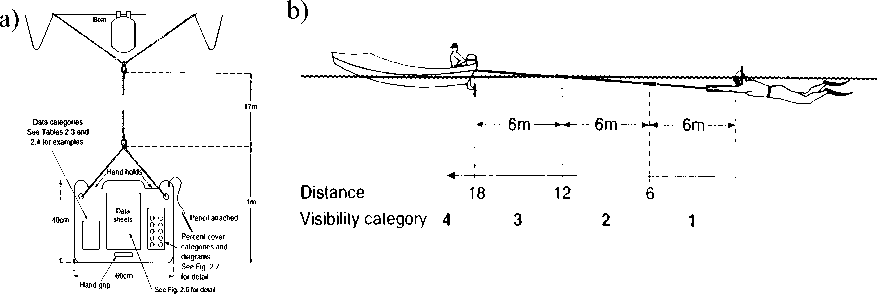 a)
Boat
17m
Data categories
See Tables 2.3 and
2.4 for examples
Hand holds
1m
40cm
Data
sheets
Pencil attached
Percent cover
categories and
diagrams
See Fig. 2.7
for detail
Hand grip
60cm
See Fig. 2.6 for detail
b)
6m 6m 6m
Distance 18 12 6
Visibility category 4 3 2 1